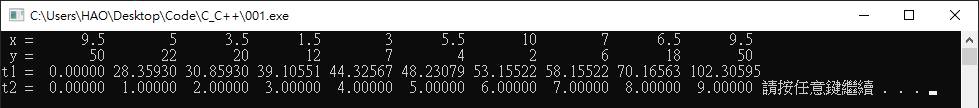 C:\Users\HAO\Desktop\Code\C_C++\001.exe
x = 9.5 5 3.5 1.5 3 5.5 10 7 6.5 9.5
y = 50 22 20 12 7 4 2 6 18 50
t1 = 0.00000 28.35930 30.85930 39.10551 44.32567 48.23079 53.15522 58.15522 70.16563 102.30595
t2 = 0.00000 1.00000 2.00000 3.00000 4.00000 5.00000 6.00000 7.00000 8.00000 9.00000 請按任意鍵繼續 . . .